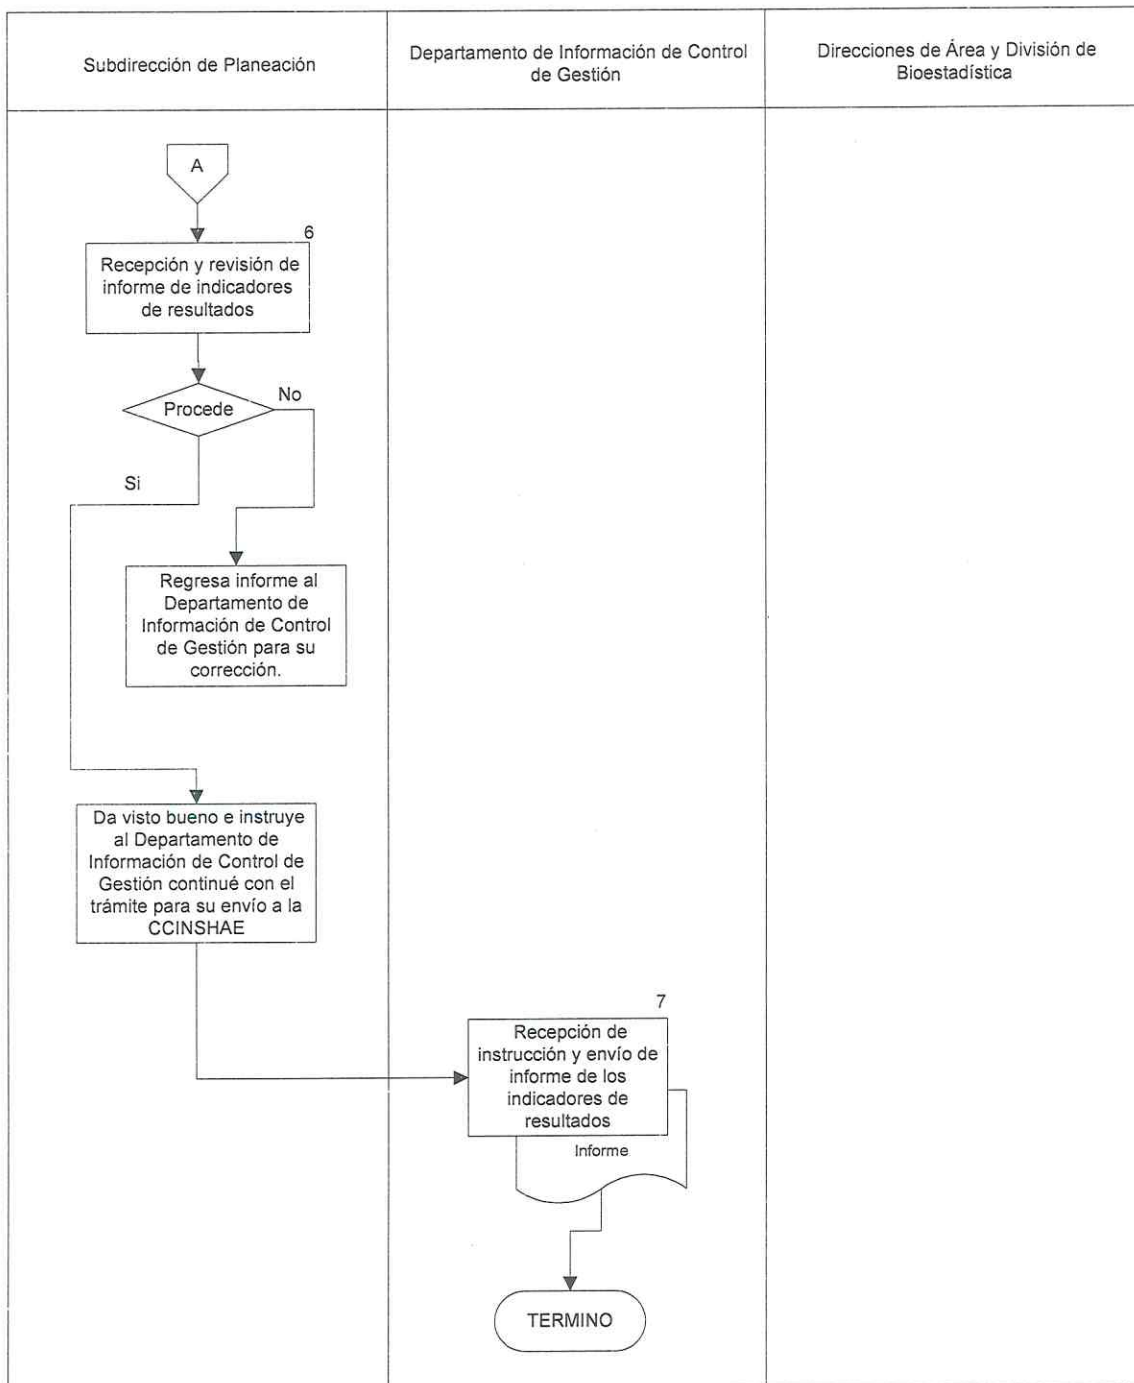 Subdirección de Planeación
Departamento de Información de Control
de Gestión
Direcciones de Área y División de
Bioestadística
A
6
Recepción y revisión de
informe de indicadores
de resultados
Procede
No
Si
Regresa informe al
Departamento de
Información de Control
de Gestión para su
corrección.
Da visto bueno e instruye
al Departamento de
Información de Control de
Gestión continué con el
trámite para su envío a la
CCINSHAE
7
Recepción de
instrucción y envío de
informe de los
indicadores de
resultados
Informe
TERMINO